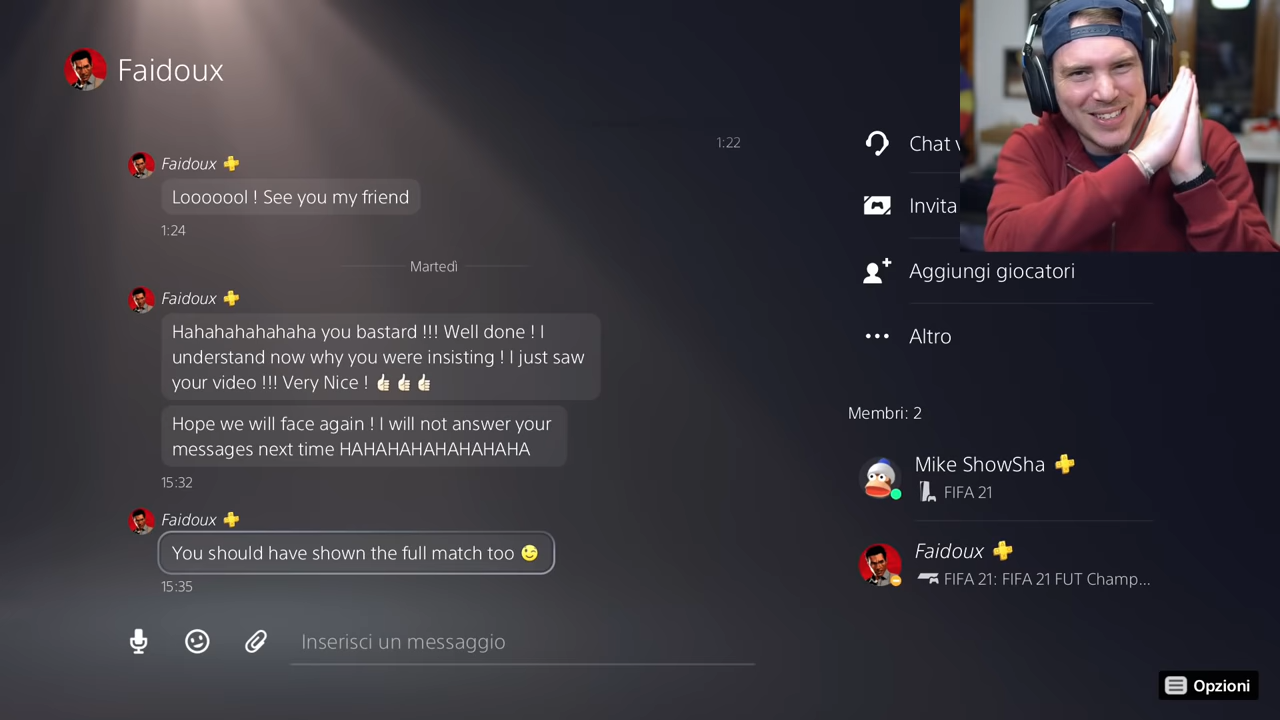 Faidoux
1:22
Faidoux
Looooool ! See you my friend
1:24
Martedì
Faidoux
Hahahahahahaha you bastard !!! Well done ! I
understand now why you were insisting ! I just saw
your video !!! Very Nice ! 👍🏻👍🏻👍🏻
Hope we will face again ! I will not answer your
messages next time HAHAHAHAHAHAHAHA
15:32
Faidoux
You should have shown the full match too 😉
15:35
Inserisci un messaggio
Chat v
Invita
Aggiungi giocatori
Altro
Membri: 2
Mike ShowSha
FIFA 21
Faidoux
FIFA 21: FIFA 21 FUT Champ...
Opzioni